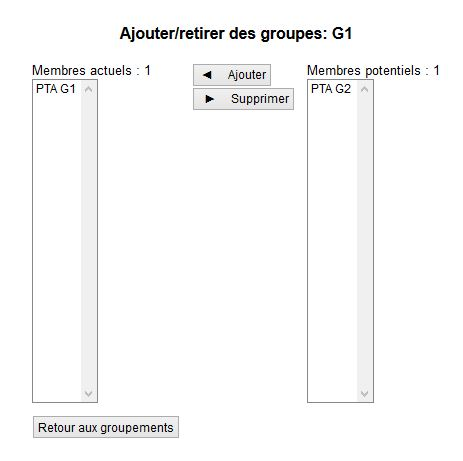 Ajouter/retirer des groupes: G1
Membres actuels : 1
PTA G1
◄ Ajouter
► Supprimer
Membres potentiels : 1
PTA G2
Retour aux groupements